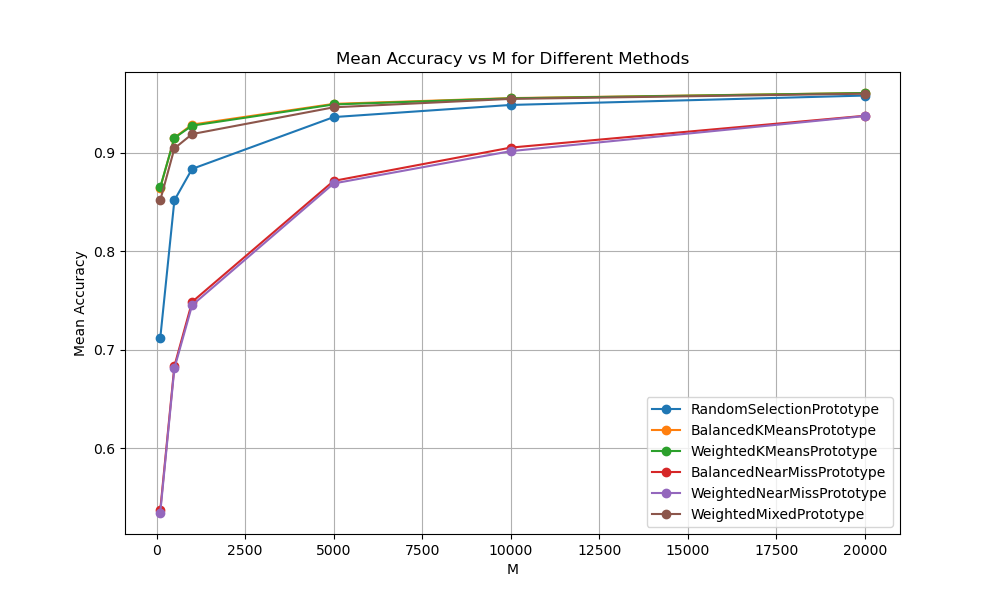 Mean Accuracy vs M for Different Methods
Mean Accuracy
0.9
0.8
0.7
0.6
0 2500 5000 7500 10000 12500 15000 17500 20000
M
RandomSelectionPrototype
BalancedKMeansPrototype
WeightedKMeansPrototype
BalancedNearMissPrototype
WeightedNearMissPrototype
WeightedMixedPrototype